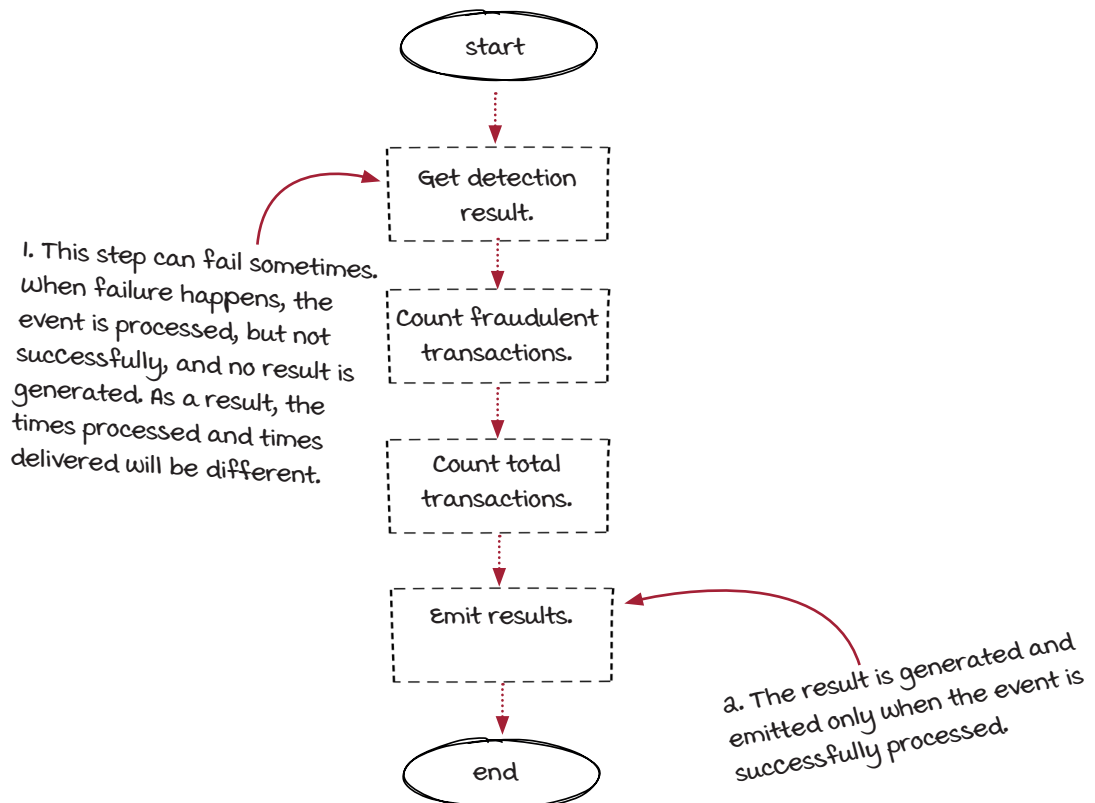 start
Get detection
result.
1. This step can fail sometimes.
When failure happens, the
event is processed, but not
successfully, and no result is
generated. As a result, the
times processed and times
delivered will be different.
Count fraudulent
transactions.
Count total
transactions.
Emit results.
2. The result is generated and
emitted only when the event is
successfully processed.
end